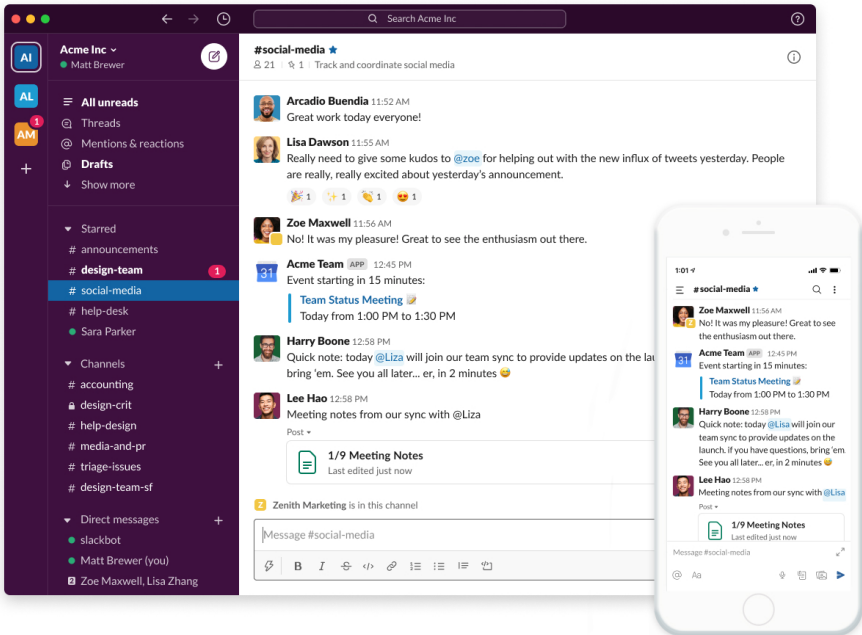 Search Acme Inc
AI
AL
AM
1
Acme Inc
Matt Brewer
All unreads
Threads
Mentions & reactions
Drafts
Show more
Starred
# announcements
# design-team 1
# social-media
# help-desk
Sara Parker
Channels
# accounting
design-crit
# help-design
# media-and-pr
# triage-issues
# design-team-sf
Direct messages
slackbot
Matt Brewer (you)
2 Zoe Maxwell, Lisa Zhang
#social-media
21 1 Track and coordinate social media
Arcadio Buendia 11:52 AM
Great work today everyone!
Lisa Dawson 11:55 AM
Really need to give some kudos to @zoe for helping out with the new influx of tweets yesterday. People
are really, really excited about yesterday's announcement.
1 1 1 1
Zoe Maxwell 11:56 AM
No! It was my pleasure! Great to see the enthusiasm out there.
31
Acme Team APP 12:45 PM
Event starting in 15 minutes:
Team Status Meeting
Today from 1:00 PM to 1:30 PM
Harry Boone 12:58 PM
Quick note: today @Liza will join our team sync to provide updates on the lau
bring 'em. See you all later... er, in 2 minutes
Lee Hao 12:58 PM
Meeting notes from our sync with @Liza
Post
1/9 Meeting Notes
Last edited just now
Z Zenith Marketing is in this channel
Message #social-media
B I S </>
1:01
#social-media
Z
Zoe Maxwell 11:56 AM
No! It was my pleasure! Great to see
the enthusiasm out there.
31
Acme Team APP 12:45 PM
Event starting in 15 minutes:
Team Status Meeting
Today from 1:00 PM to 1:30 PM
Harry Boone 12:58 PM
Quick note: today @Lisa will join our
team sync to provide updates on the
launch. if you have questions, bring 'em.
See you all later... er, in 2 minutes
Lee Hao 12:58 PM
Meeting notes from our sync with @Lisa
Post
1/9 Meeting Notes
Last edited just now
Message #social-media
@ Aa